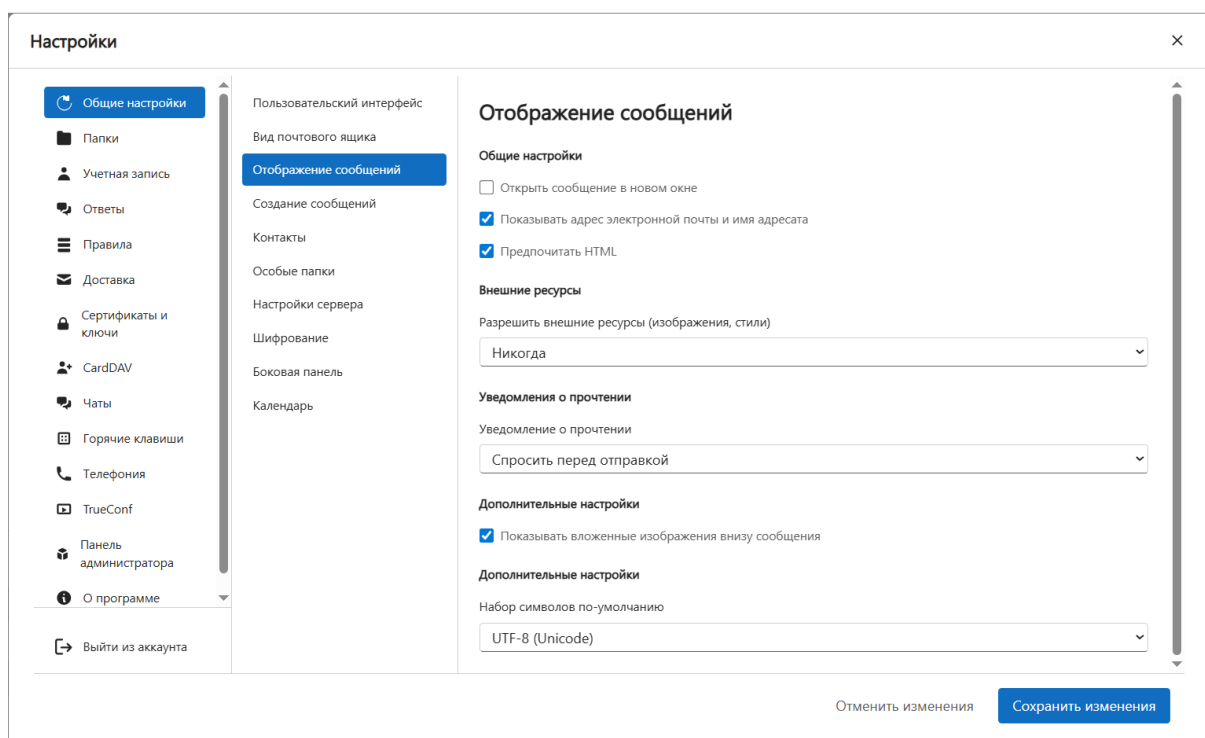 Настройки
Общие настройки
Папки
Учетная запись
Ответы
Правила
Доставка
Сертификаты и
ключи
CardDAV
Чаты
Горячие клавиши
Телефония
TrueConf
Панель
администратора
О программе
Выйти из аккаунта
Пользовательский интерфейс
Вид почтового ящика
Отображение сообщений
Создание сообщений
Контакты
Особые папки
Настройки сервера
Шифрование
Боковая панель
Календарь
Отображение сообщений
Общие настройки
Открыть сообщение в новом окне
Показывать адрес электронной почты и имя адресата
Предпочитать HTML
Внешние ресурсы
Разрешить внешние ресурсы (изображения, стили)
Никогда
Уведомления о прочтении
Уведомление о прочтении
Спросить перед отправкой
Дополнительные настройки
Показывать вложенные изображения внизу сообщения
Дополнительные настройки
Набор символов по-умолчанию
UTF-8 (Unicode)
Отменить изменения
Сохранить изменения